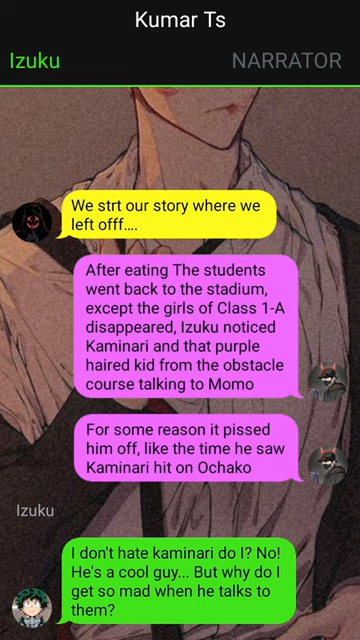 Kumar Ts
Izuku
NARRATOR
We strt our story where we
left offf....
After eating The students
went back to the stadium,
except the girls of Class 1-A
disappeared, Izuku noticed
Kaminari and that purple
haired kid from the obstacle
course talking to Momo
For some reason it pissed
him off, like the time he saw
Kaminari hit on Ochako
Izuku
I don't hate kaminari do I? No!
He's a cool guy... But why do I
get so mad when he talks to
them?